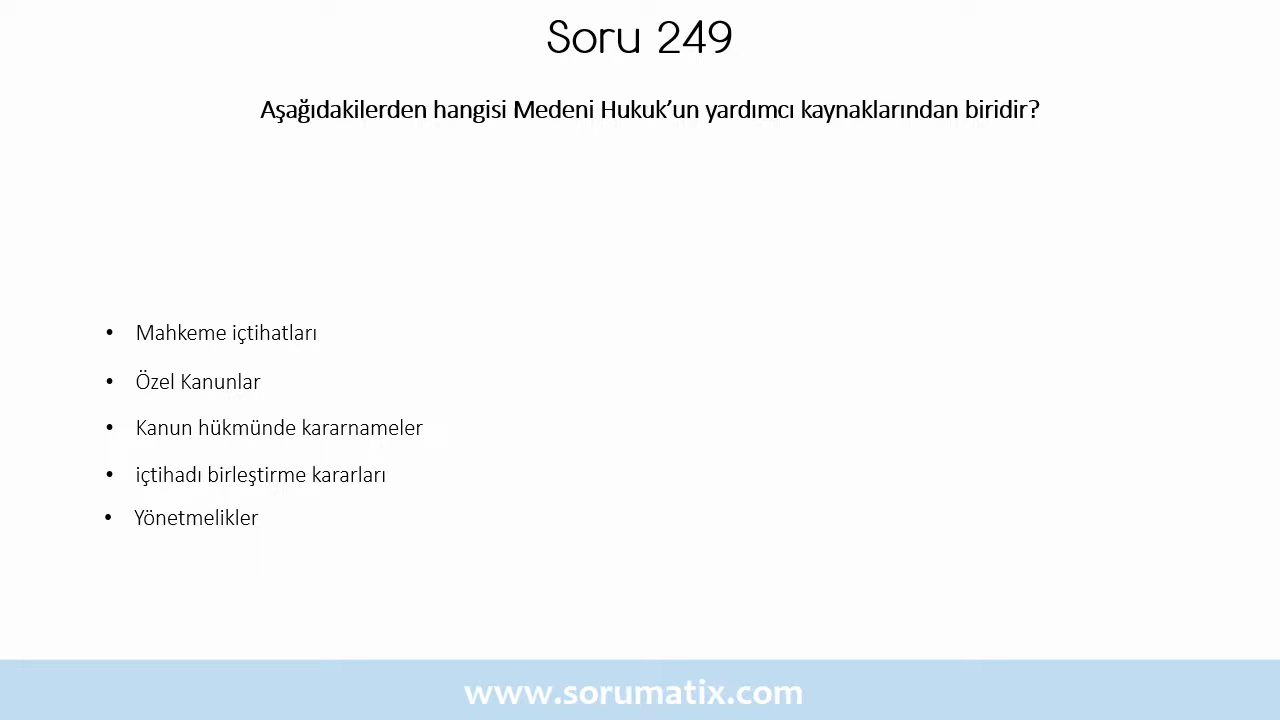 Soru 249
Aşağıdakilerden hangisi Medeni Hukuk’un yardımcı kaynaklarından biridir?
• Mahkeme içtihatları
• Özel Kanunlar
• Kanun hükmünde kararnameler
• içtihadı birleştirme kararları
• Yönetmelikler
www.sorumatix.com